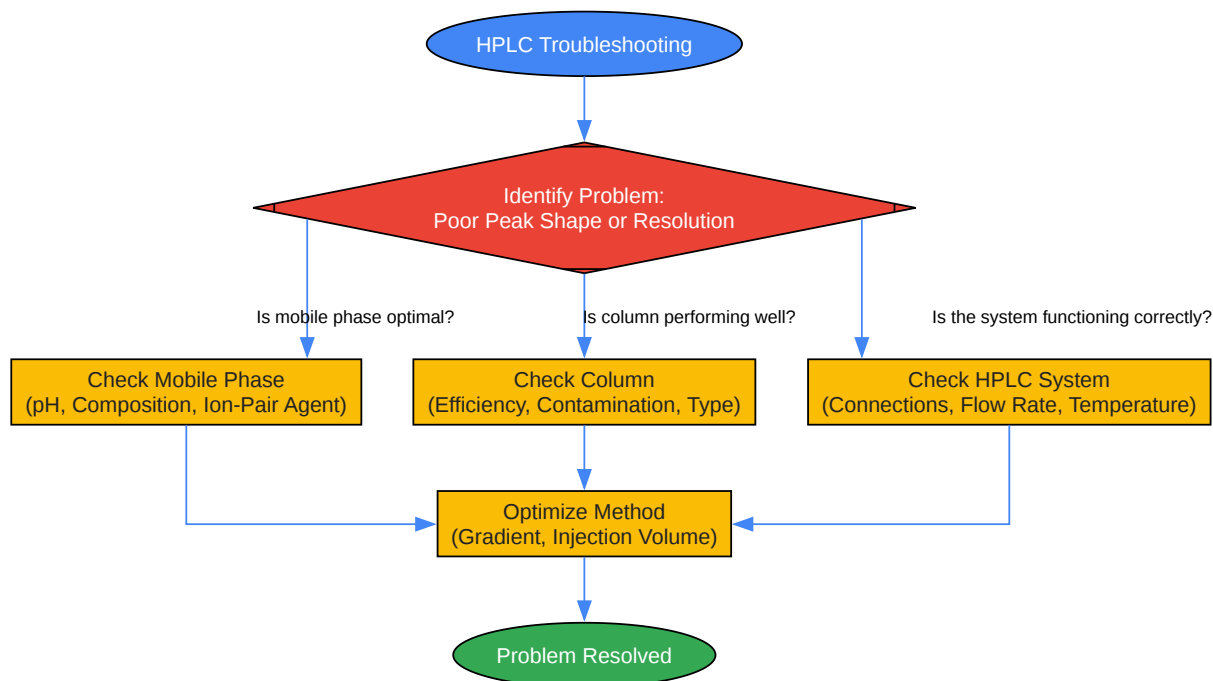 HPLC Troubleshooting
Identify Problem:
Poor Peak Shape or Resolution
Is mobile phase optimal?
Is column performing well?
Is the system functioning correctly?
Check Mobile Phase
(pH, Composition, Ion-Pair Agent)
Check Column
(Efficiency, Contamination, Type)
Check HPLC System
(Connections, Flow Rate, Temperature)
Optimize Method
(Gradient, Injection Volume)
Problem Resolved